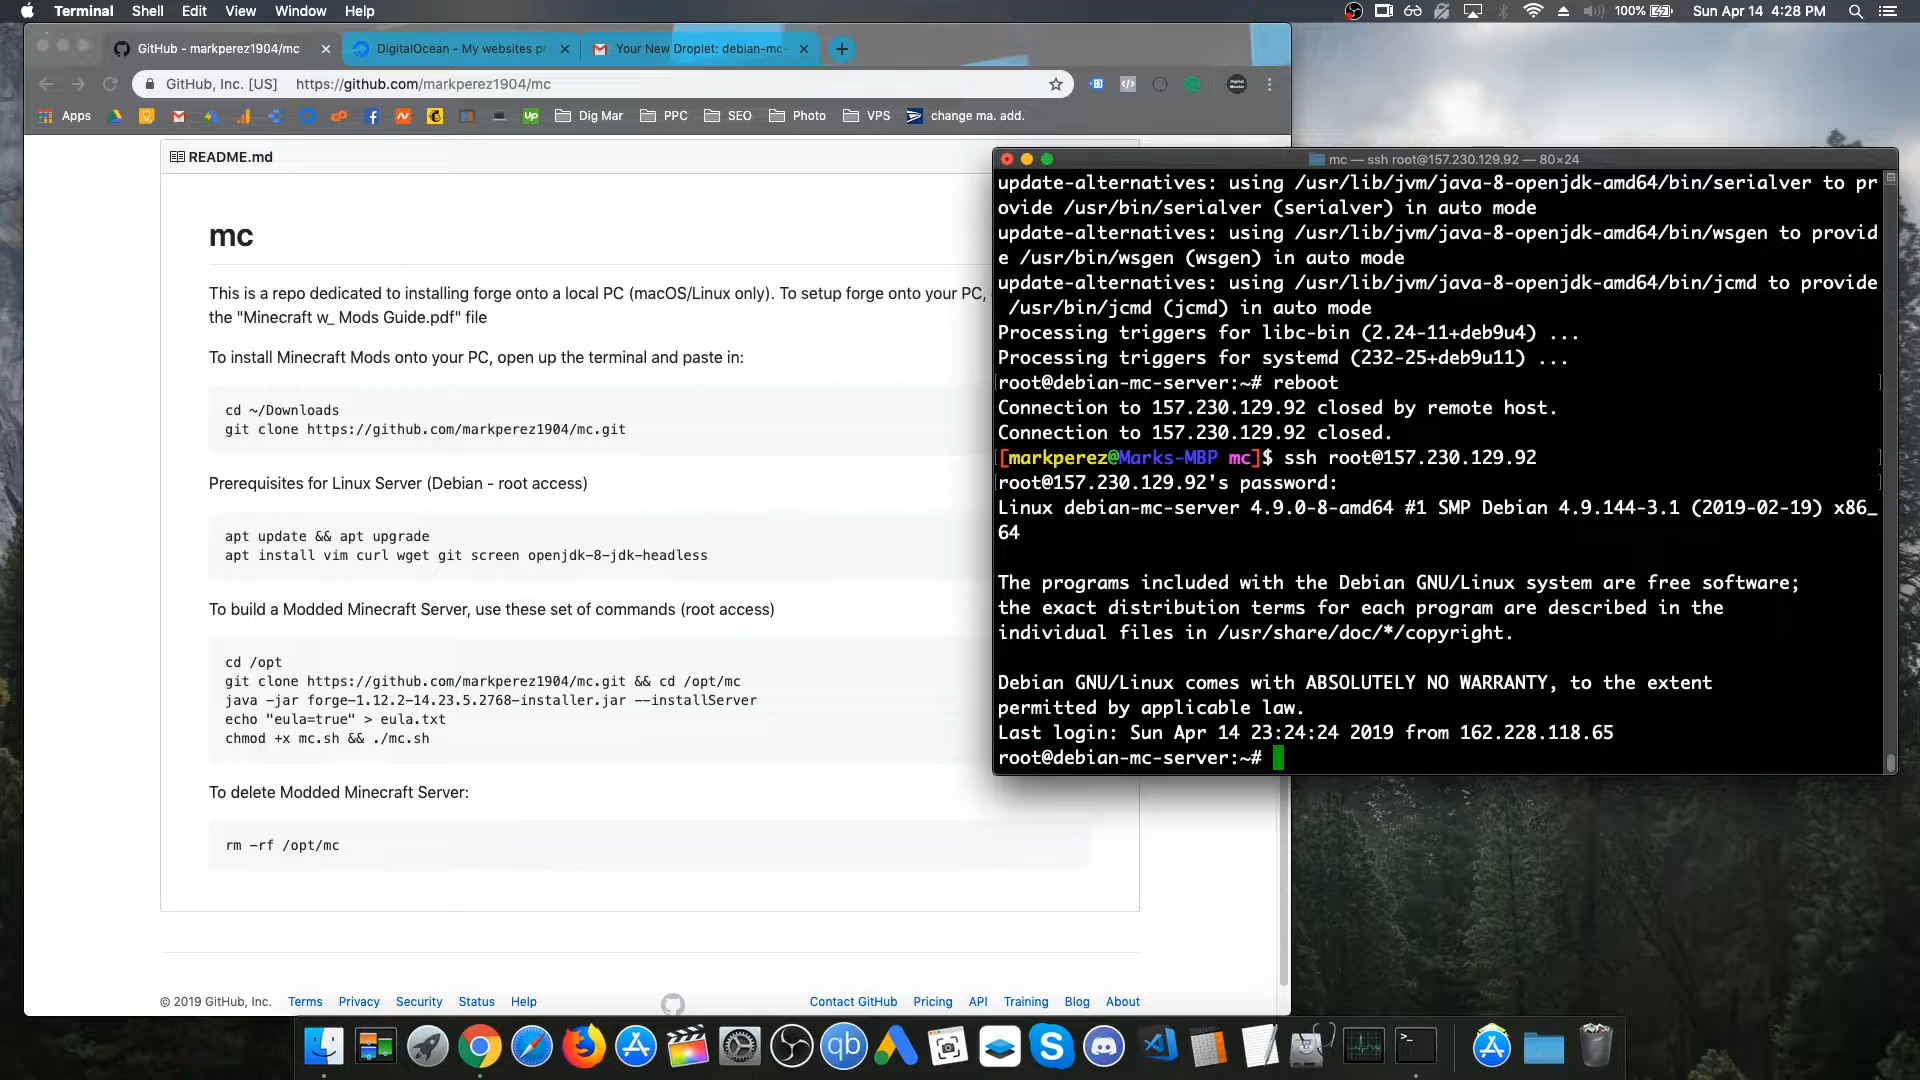 Terminal Shell Edit View Window Help
100% Sun Apr 14 4:28 PM
GitHub - markperez1904/mc
DigitalOcean - My websites pr
Your New Droplet: debian-mc-
GitHub, Inc. [US] https://github.com/markperez1904/mc
Apps Up Dig Mar PPC SEO Photo VPS change ma. add.
README.md
mc
This is a repo dedicated to installing forge onto a local PC (macOS/Linux only). To setup forge onto your PC,
the "Minecraft w_ Mods Guide.pdf" file
To install Minecraft Mods onto your PC, open up the terminal and paste in:
cd ~/Downloads
git clone https://github.com/markperez1904/mc.git
Prerequisites for Linux Server (Debian - root access)
apt update && apt upgrade
apt install vim curl wget git screen openjdk-8-jdk-headless
To build a Modded Minecraft Server, use these set of commands (root access)
cd /opt
git clone https://github.com/markperez1904/mc.git && cd /opt/mc
java -jar forge-1.12.2-14.23.5.2768-installer.jar --installServer
echo "eula=true" > eula.txt
chmod +x mc.sh && ./mc.sh
To delete Modded Minecraft Server:
rm -rf /opt/mc
© 2019 GitHub, Inc. Terms Privacy Security Status Help
Contact GitHub Pricing API Training Blog About
mc — ssh root@157.230.129.92 — 80×24
update-alternatives: using /usr/lib/jvm/java-8-openjdk-amd64/bin/serialver to pr
ovide /usr/bin/serialver (serialver) in auto mode
update-alternatives: using /usr/lib/jvm/java-8-openjdk-amd64/bin/wsgen to provid
e /usr/bin/wsgen (wsgen) in auto mode
update-alternatives: using /usr/lib/jvm/java-8-openjdk-amd64/bin/jcmd to provide
/usr/bin/jcmd (jcmd) in auto mode
Processing triggers for libc-bin (2.24-11+deb9u4) ...
Processing triggers for systemd (232-25+deb9u11) ...
root@debian-mc-server:~# reboot
Connection to 157.230.129.92 closed by remote host.
Connection to 157.230.129.92 closed.
[markperez@Marks-MBP mc]$ ssh root@157.230.129.92
root@157.230.129.92's password:
Linux debian-mc-server 4.9.0-8-amd64 #1 SMP Debian 4.9.144-3.1 (2019-02-19) x86_
64
The programs included with the Debian GNU/Linux system are free software;
the exact distribution terms for each program are described in the
individual files in /usr/share/doc/*/copyright.
Debian GNU/Linux comes with ABSOLUTELY NO WARRANTY, to the extent
permitted by applicable law.
Last login: Sun Apr 14 23:24:24 2019 from 162.228.118.65
root@debian-mc-server:~#
qb